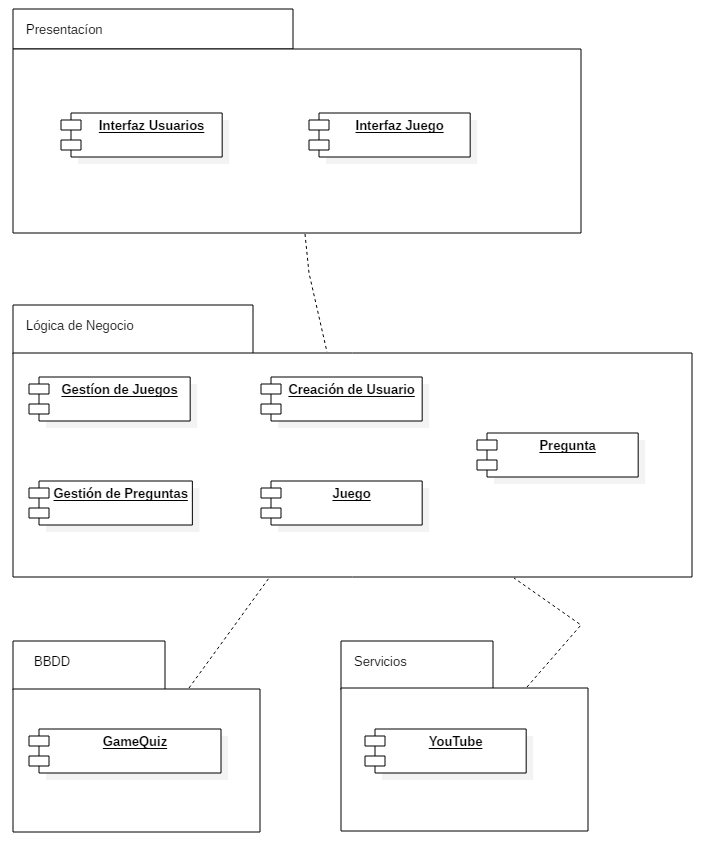 Presentacíon
Interfaz Usuarios
Interfaz Juego
Lógica de Negocio
Gestíon de Juegos
Creación de Usuario
Pregunta
Gestión de Preguntas
Juego
BBDD
Servicios
GameQuiz
YouTube